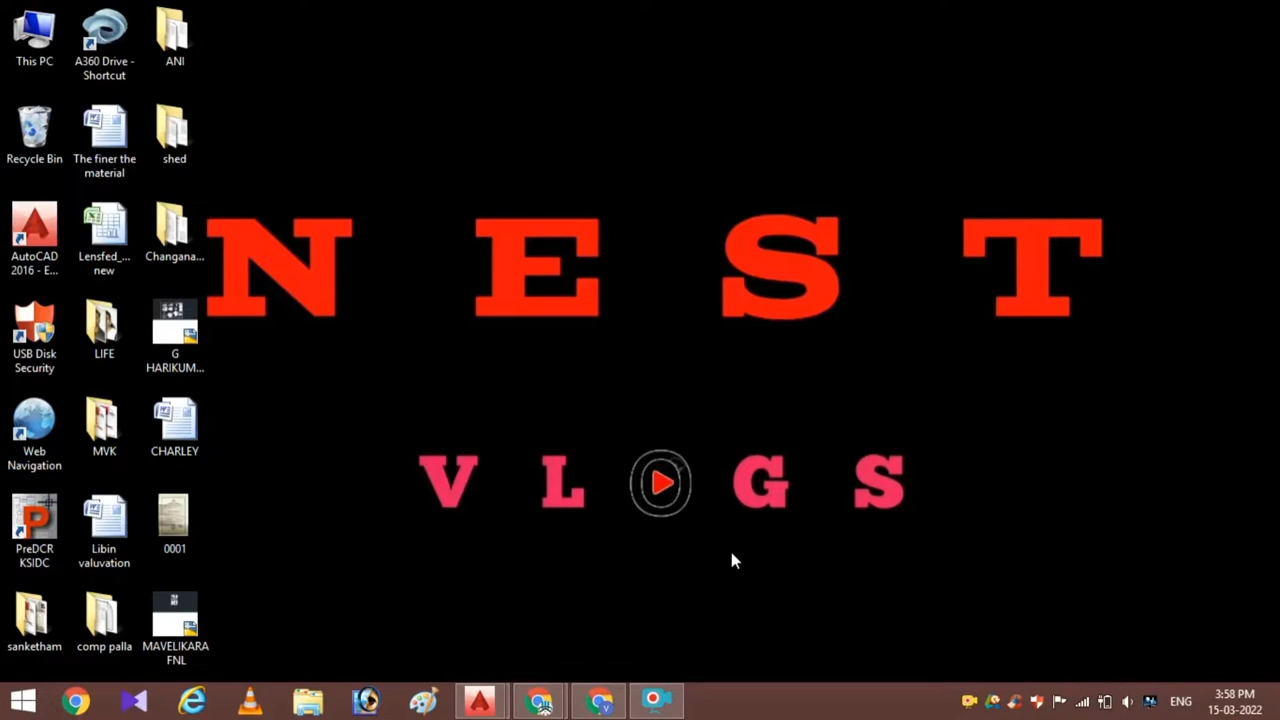 This PC
A360 Drive -
Shortcut
ANI
Recycle Bin
The finer the
material
shed
AutoCAD
2016 - E...
Lensfed_...
new
Changana...
USB Disk
Security
LIFE
G
HARIKUM...
Web
Navigation
MVK
CHARLEY
PreDCR
KSIDC
Libin
valuvation
0001
sanketham
comp palla
MAVELIKARA
FNL
N E S T
V L G S
ENG
3:58 PM
15-03-2022